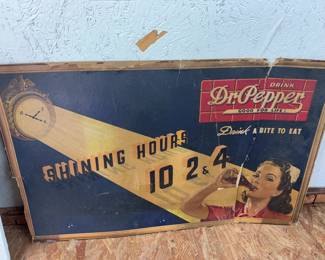 DRINK
Dr. Pepper
GOOD FOR LIFE!
Drink A BITE TO EAT
SHINING HOURS
10 2 & 4